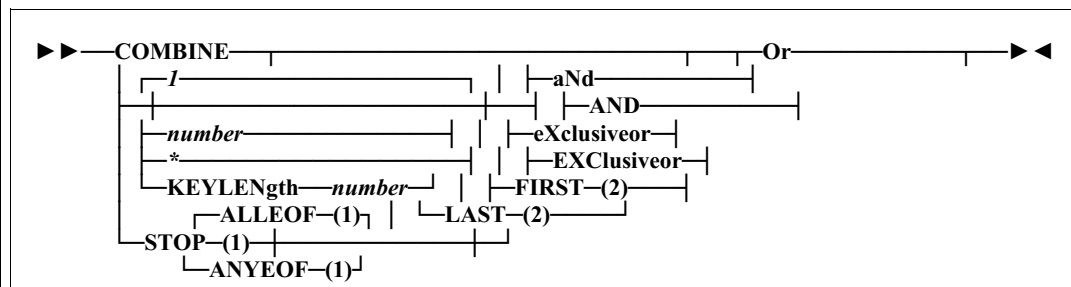 COMBINE Or
1 aNd
AND
number eXclusiveor
* EXClusiveor
KEYLENgth number FIRST (2)
ALLEOF (1) LAST (2)
STOP (1)
ANYEOF (1)